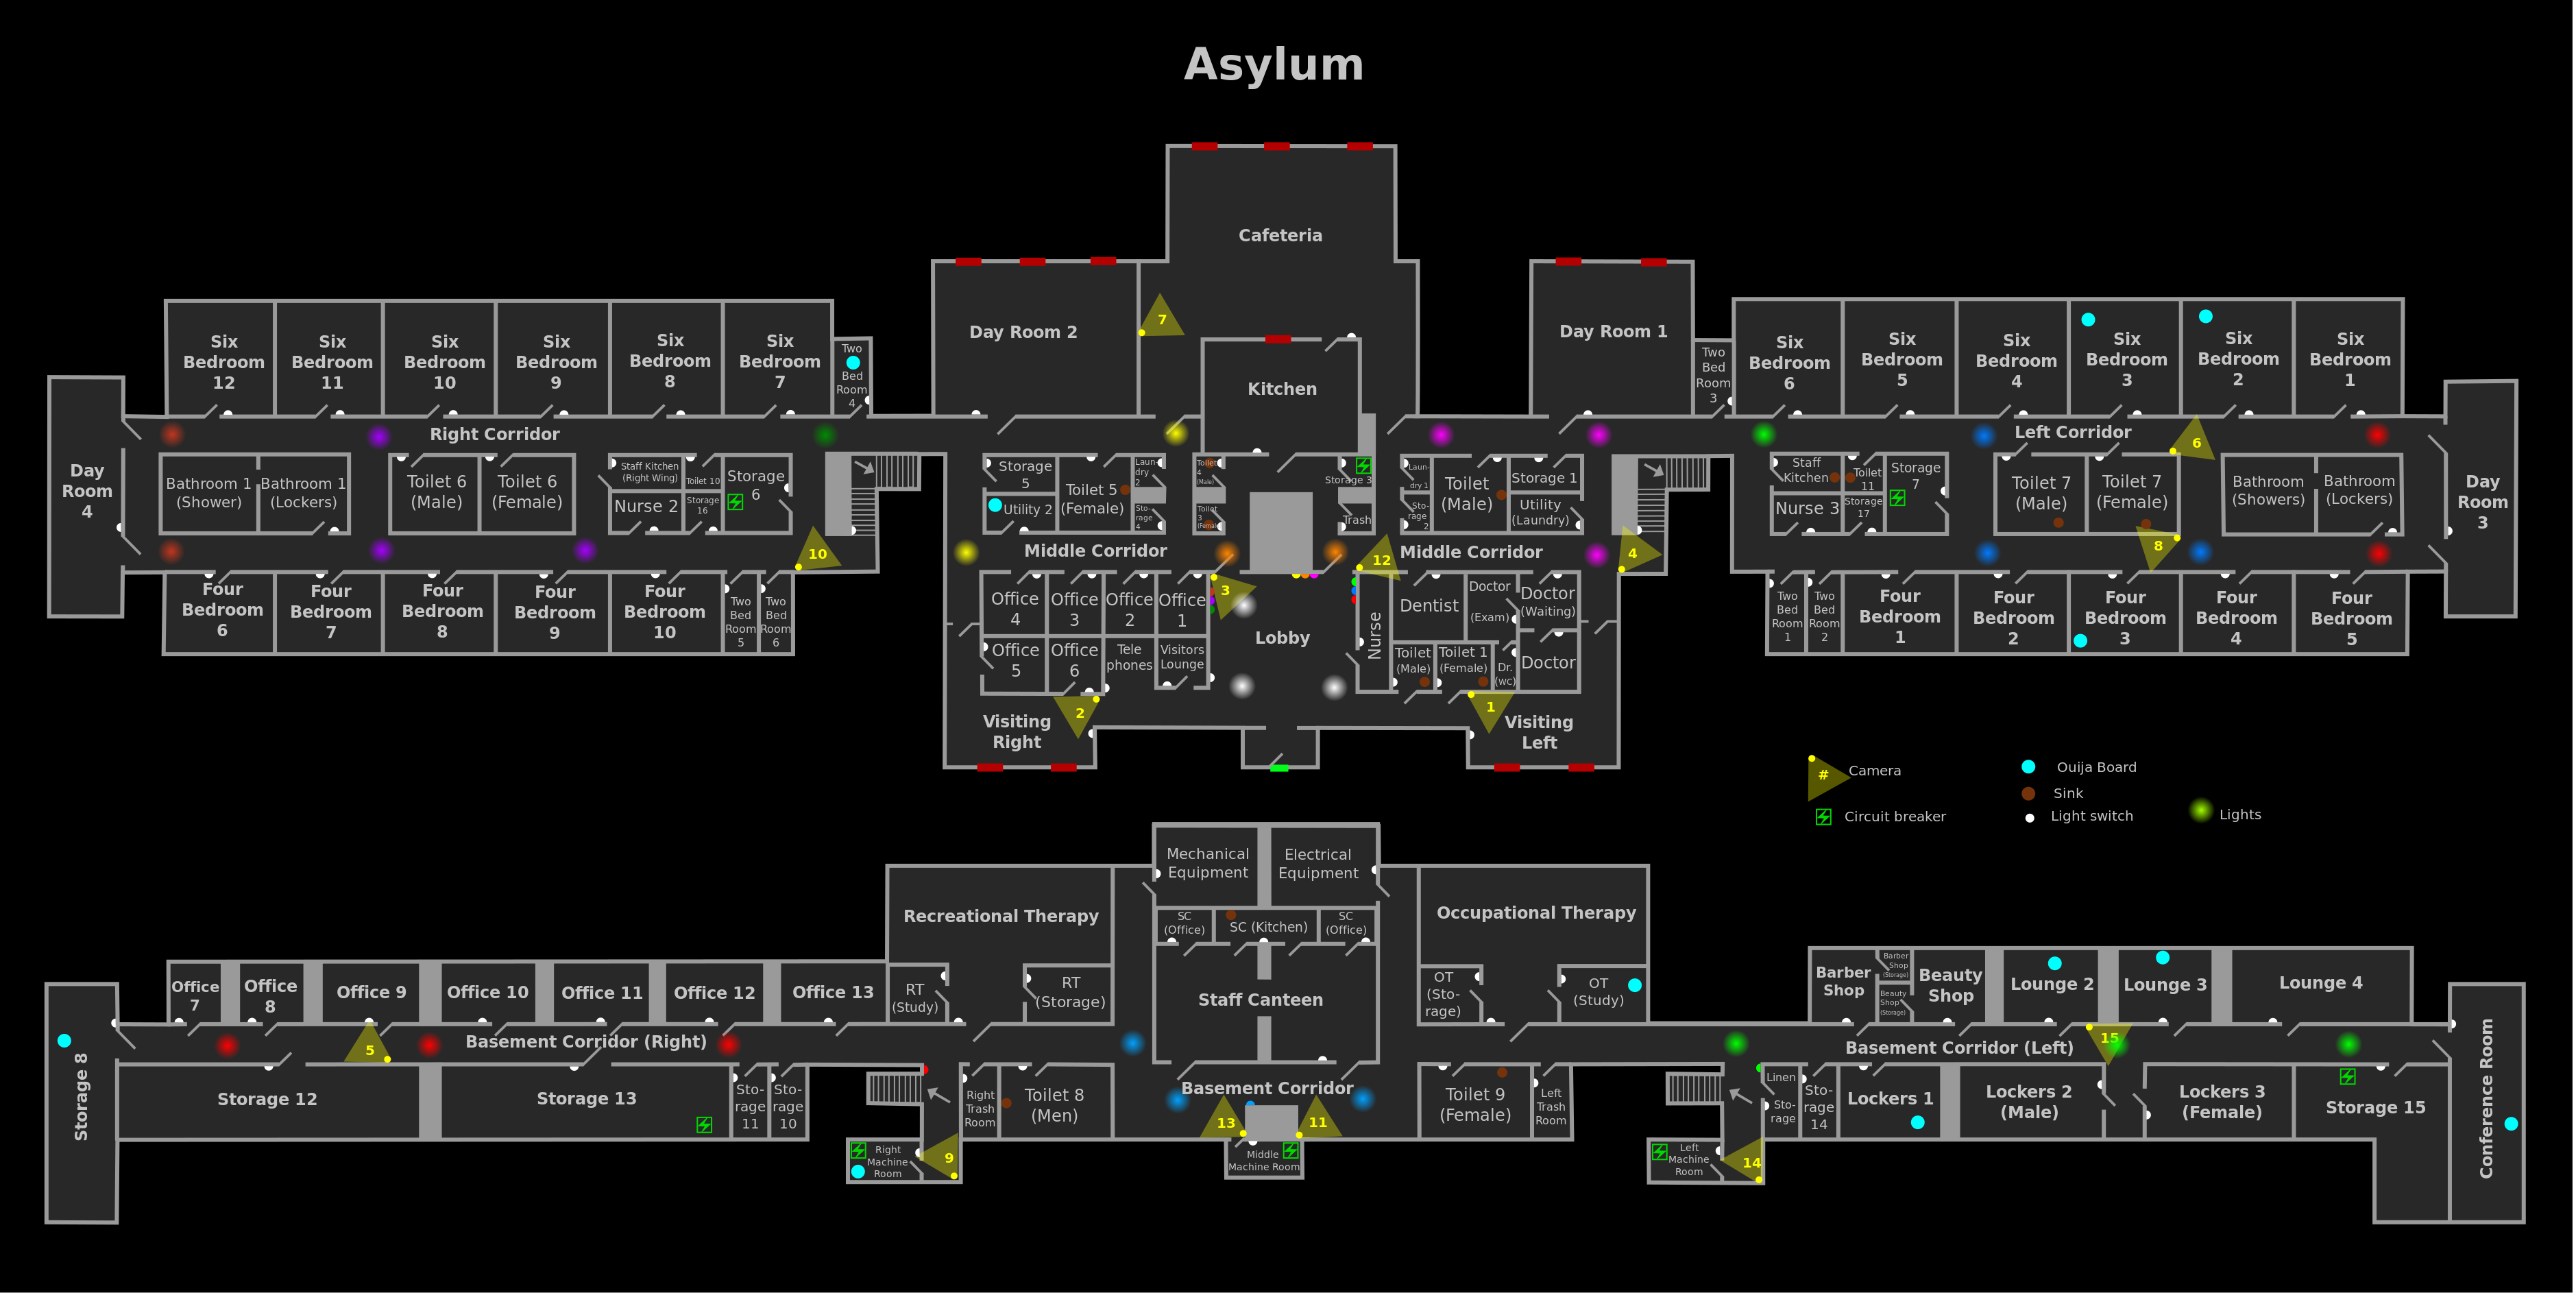 Asylum
Cafeteria
Day Room 2
7
Kitchen
Day Room 1
Six
Bedroom
12
Six
Bedroom
11
Six
Bedroom
10
Six
Bedroom
9
Six
Bedroom
8
Six
Bedroom
7
Two
Bed
Room
4
Two
Bed
Room
3
Six
Bedroom
6
Six
Bedroom
5
Six
Bedroom
4
Six
Bedroom
3
Six
Bedroom
2
Six
Bedroom
1
Right Corridor
Left Corridor
6
Day
Room
4
Bathroom 1
(Shower)
Bathroom 1
(Lockers)
Toilet 6
(Male)
Toilet 6
(Female)
Staff Kitchen
(Right Wing)
Nurse 2
Toilet 10
Storage
16
Storage
6
10
Storage
5
Utility 2
Toilet 5
(Female)
Laun-
dry
2
Sto-
rage
4
Toilet
4
(Male)
Toilet
3
(Female)
Storage 3
Trash
Laun-
dry 1
Sto-
rage
2
Toilet
(Male)
Storage 1
Utility
(Laundry)
Staff
Kitchen
Nurse 3
Toilet
11
Storage
17
Storage
7
Toilet 7
(Male)
Toilet 7
(Female)
8
Bathroom
(Showers)
Bathroom
(Lockers)
Day
Room
3
Middle Corridor
12
Middle Corridor
4
Four
Bedroom
6
Four
Bedroom
7
Four
Bedroom
8
Four
Bedroom
9
Four
Bedroom
10
Two
Bed
Room
5
Two
Bed
Room
6
Office
4
Office
3
Office
2
Office
1
3
Office
5
Office
6
Tele
phones
Visitors
Lounge
Lobby
Nurse
Dentist
Doctor
(Exam)
Doctor
(Waiting)
Toilet
(Male)
Toilet 1
(Female)
Dr.
(wc)
Doctor
Two
Bed
Room
1
Two
Bed
Room
2
Four
Bedroom
1
Four
Bedroom
2
Four
Bedroom
3
Four
Bedroom
4
Four
Bedroom
5
Visiting
Right
2
1
Visiting
Left
#
Camera
Circuit breaker
Ouija Board
Sink
Light switch
Lights
Mechanical
Equipment
Electrical
Equipment
Recreational Therapy
SC
(Office)
SC (Kitchen)
SC
(Office)
Occupational Therapy
Office
7
Office
8
Office 9
Office 10
Office 11
Office 12
Office 13
RT
(Study)
RT
(Storage)
Staff Canteen
OT
(Sto-
rage)
OT
(Study)
Barber
Shop
Barber
Shop
(Storage)
Beauty
Shop
(Storage)
Beauty
Shop
Lounge 2
Lounge 3
Lounge 4
5
Basement Corridor (Right)
Basement Corridor (Left)
15
Storage 8
Storage 12
Storage 13
Sto-
rage
11
Sto-
rage
10
Right
Trash
Room
Toilet 8
(Men)
Basement Corridor
13
11
Toilet 9
(Female)
Left
Trash
Room
Linen
Sto-
rage
Sto-
rage
14
Lockers 1
Lockers 2
(Male)
Lockers 3
(Female)
Storage 15
Conference Room
Right
Machine
Room
9
Middle
Machine Room
Left
Machine
Room
14